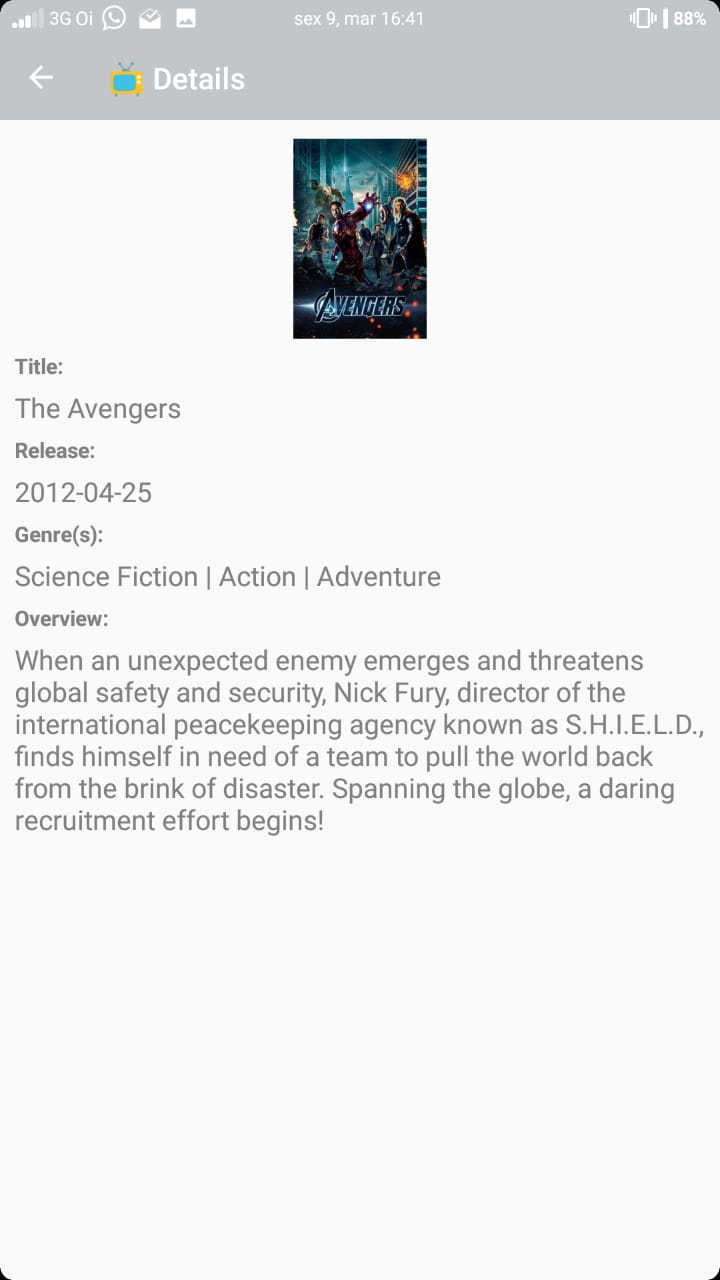 3G Oi sex 9, mar 16:41 88%
Details
AVENGERS
Title:
The Avengers
Release:
2012-04-25
Genre(s):
Science Fiction | Action | Adventure
Overview:
When an unexpected enemy emerges and threatens
global safety and security, Nick Fury, director of the
international peacekeeping agency known as S.H.I.E.L.D.,
finds himself in need of a team to pull the world back
from the brink of disaster. Spanning the globe, a daring
recruitment effort begins!